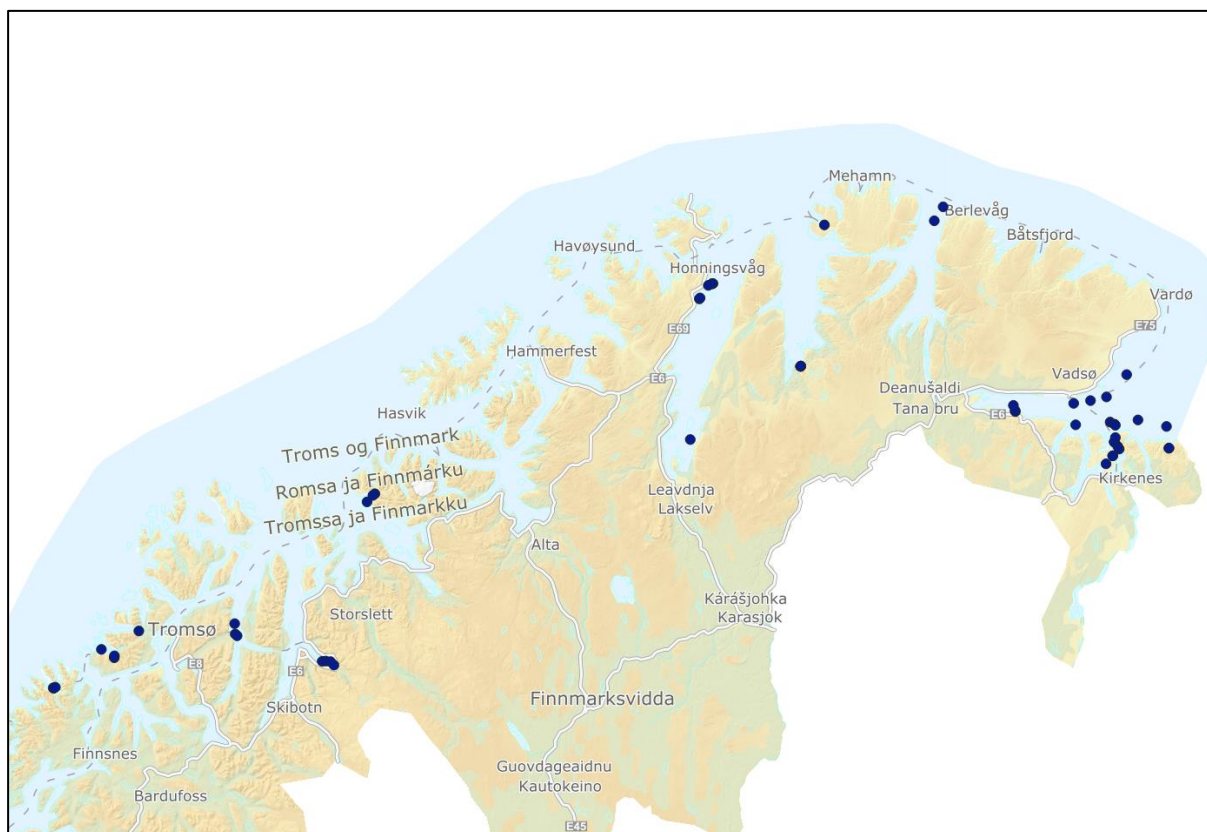 Mehamn
Berlevåg
Båtsfjord
Havøysund
Honningsvåg
Vardø
E75
E69
Hammerfest
E6
Vadsø
Deanušaldi
Tana bru
E6
Hasvik
Troms og Finnmark
Romsa ja Finnmárku
Tromssa ja Finmarkku
Kirkenes
Leavdnja
Lakselv
Alta
Kárášjohka
Karasjok
Storslett
Tromsø
E8
E6
Skibotn
Finnmarksvidda
Finnsnes
Guovdageaidnu
Kautokeino
Bardufoss
E45